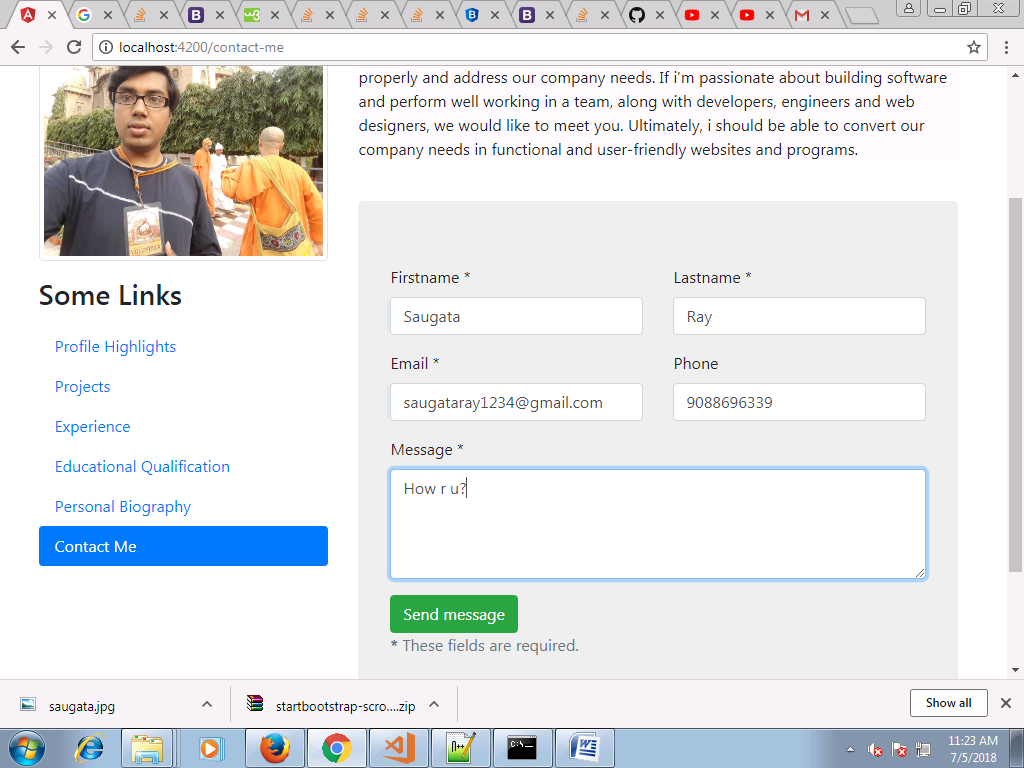 localhost:4200/contact-me
properly and address our company needs. If i'm passionate about building software
and perform well working in a team, along with developers, engineers and web
designers, we would like to meet you. Ultimately, i should be able to convert our
company needs in functional and user-friendly websites and programs.
VOLUNTEER
Some Links
Profile Highlights
Projects
Experience
Educational Qualification
Personal Biography
Contact Me
Firstname *
Lastname *
Saugata
Ray
Email *
Phone
saugataray1234@gmail.com
9088696339
Message *
How r u?
Send message
* These fields are required.
saugata.jpg
startbootstrap-scro....zip
Show all
11:23 AM
7/5/2018